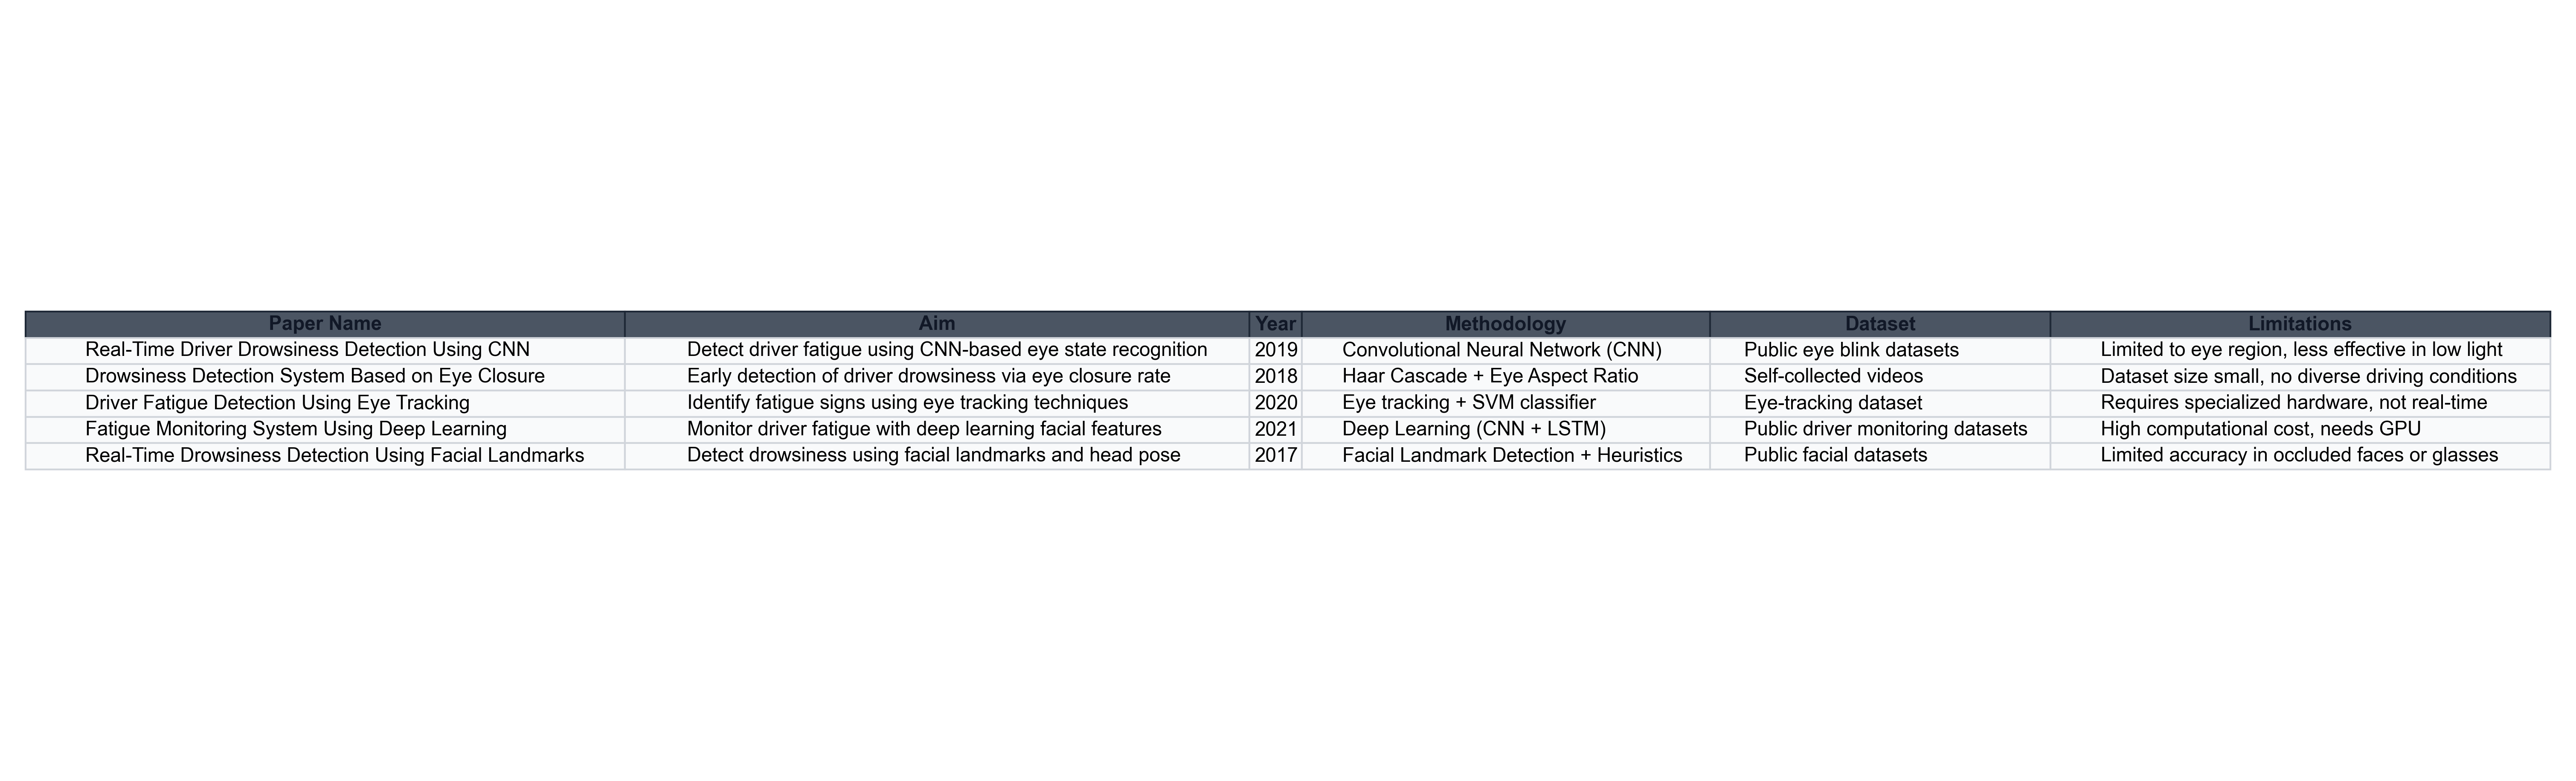 Paper Name Aim Year Methodology Dataset Limitations
Real-Time Driver Drowsiness Detection Using CNN Detect driver fatigue using CNN-based eye state recognition 2019 Convolutional Neural Network (CNN) Public eye blink datasets Limited to eye region, less effective in low light
Drowsiness Detection System Based on Eye Closure Early detection of driver drowsiness via eye closure rate 2018 Haar Cascade + Eye Aspect Ratio Self-collected videos Dataset size small, no diverse driving conditions
Driver Fatigue Detection Using Eye Tracking Identify fatigue signs using eye tracking techniques 2020 Eye tracking + SVM classifier Eye-tracking dataset Requires specialized hardware, not real-time
Fatigue Monitoring System Using Deep Learning Monitor driver fatigue with deep learning facial features 2021 Deep Learning (CNN + LSTM) Public driver monitoring datasets High computational cost, needs GPU
Real-Time Drowsiness Detection Using Facial Landmarks Detect drowsiness using facial landmarks and head pose 2017 Facial Landmark Detection + Heuristics Public facial datasets Limited accuracy in occluded faces or glasses